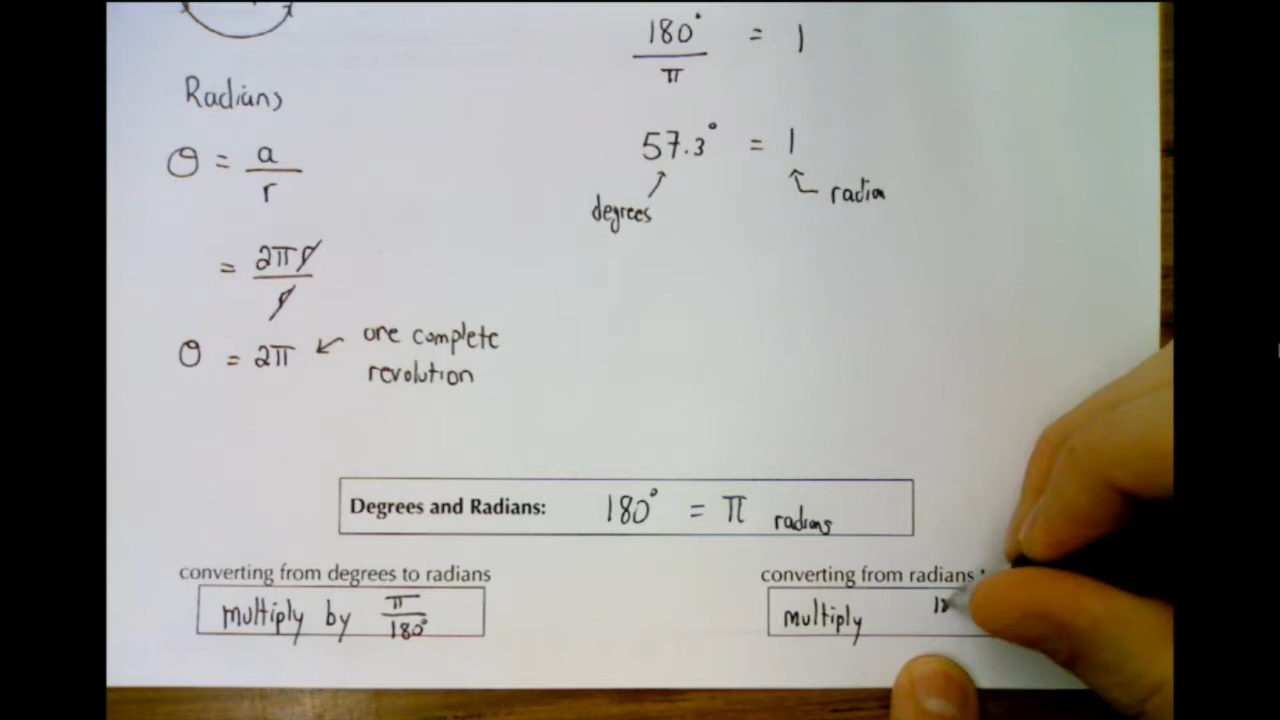 Radians
θ = a/r
= 2πr/r
θ = 2π ↙ one complete
revolution
180°/π = 1
57.3° = 1
degrees
radian
Degrees and Radians: 180° = π radians
converting from degrees to radians
multiply by π/180°
converting from radians
multiply